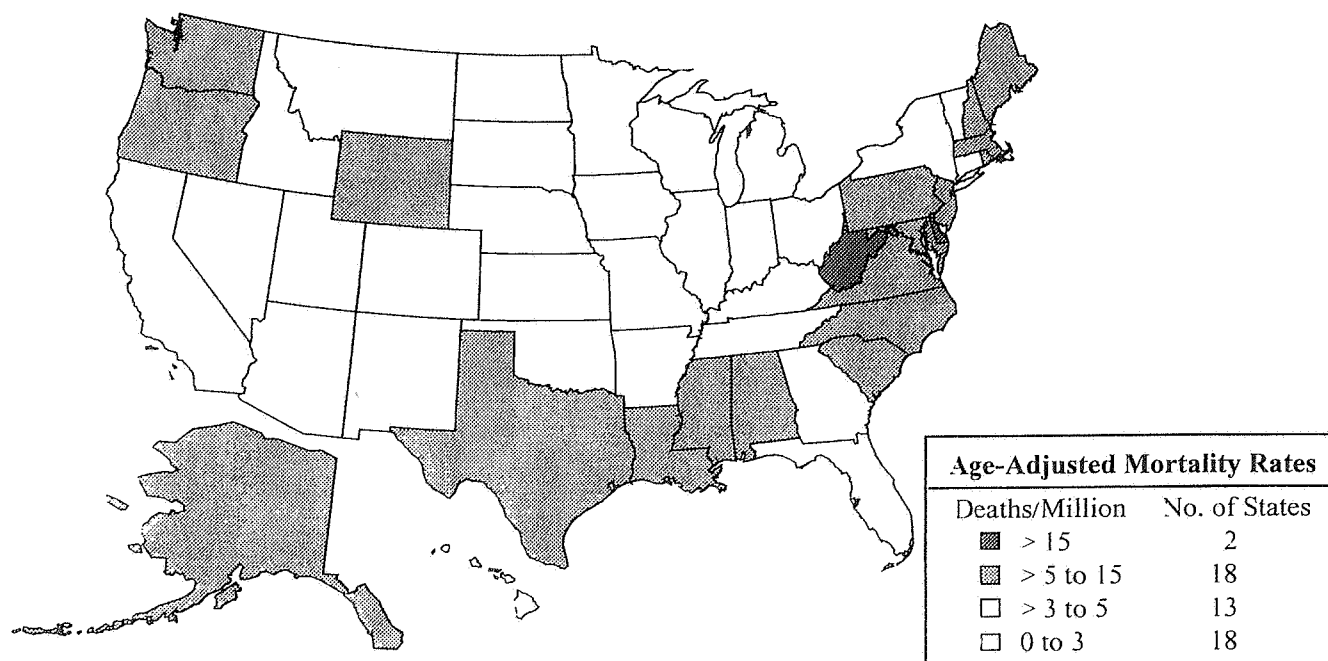 Age-Adjusted Mortality Rates
Deaths/Million No. of States
> 15 2
> 5 to 15 18
> 3 to 5 13
0 to 3 18